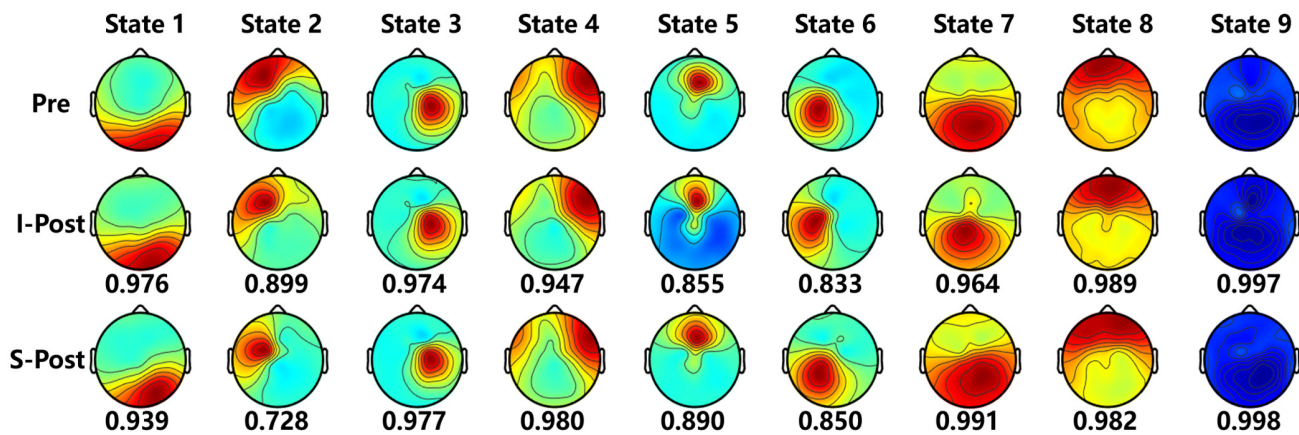 State 1 State 2 State 3 State 4 State 5 State 6 State 7 State 8 State 9
Pre
I-Post
0.976 0.899 0.974 0.947 0.855 0.833 0.964 0.989 0.997
S-Post
0.939 0.728 0.977 0.980 0.890 0.850 0.991 0.982 0.998